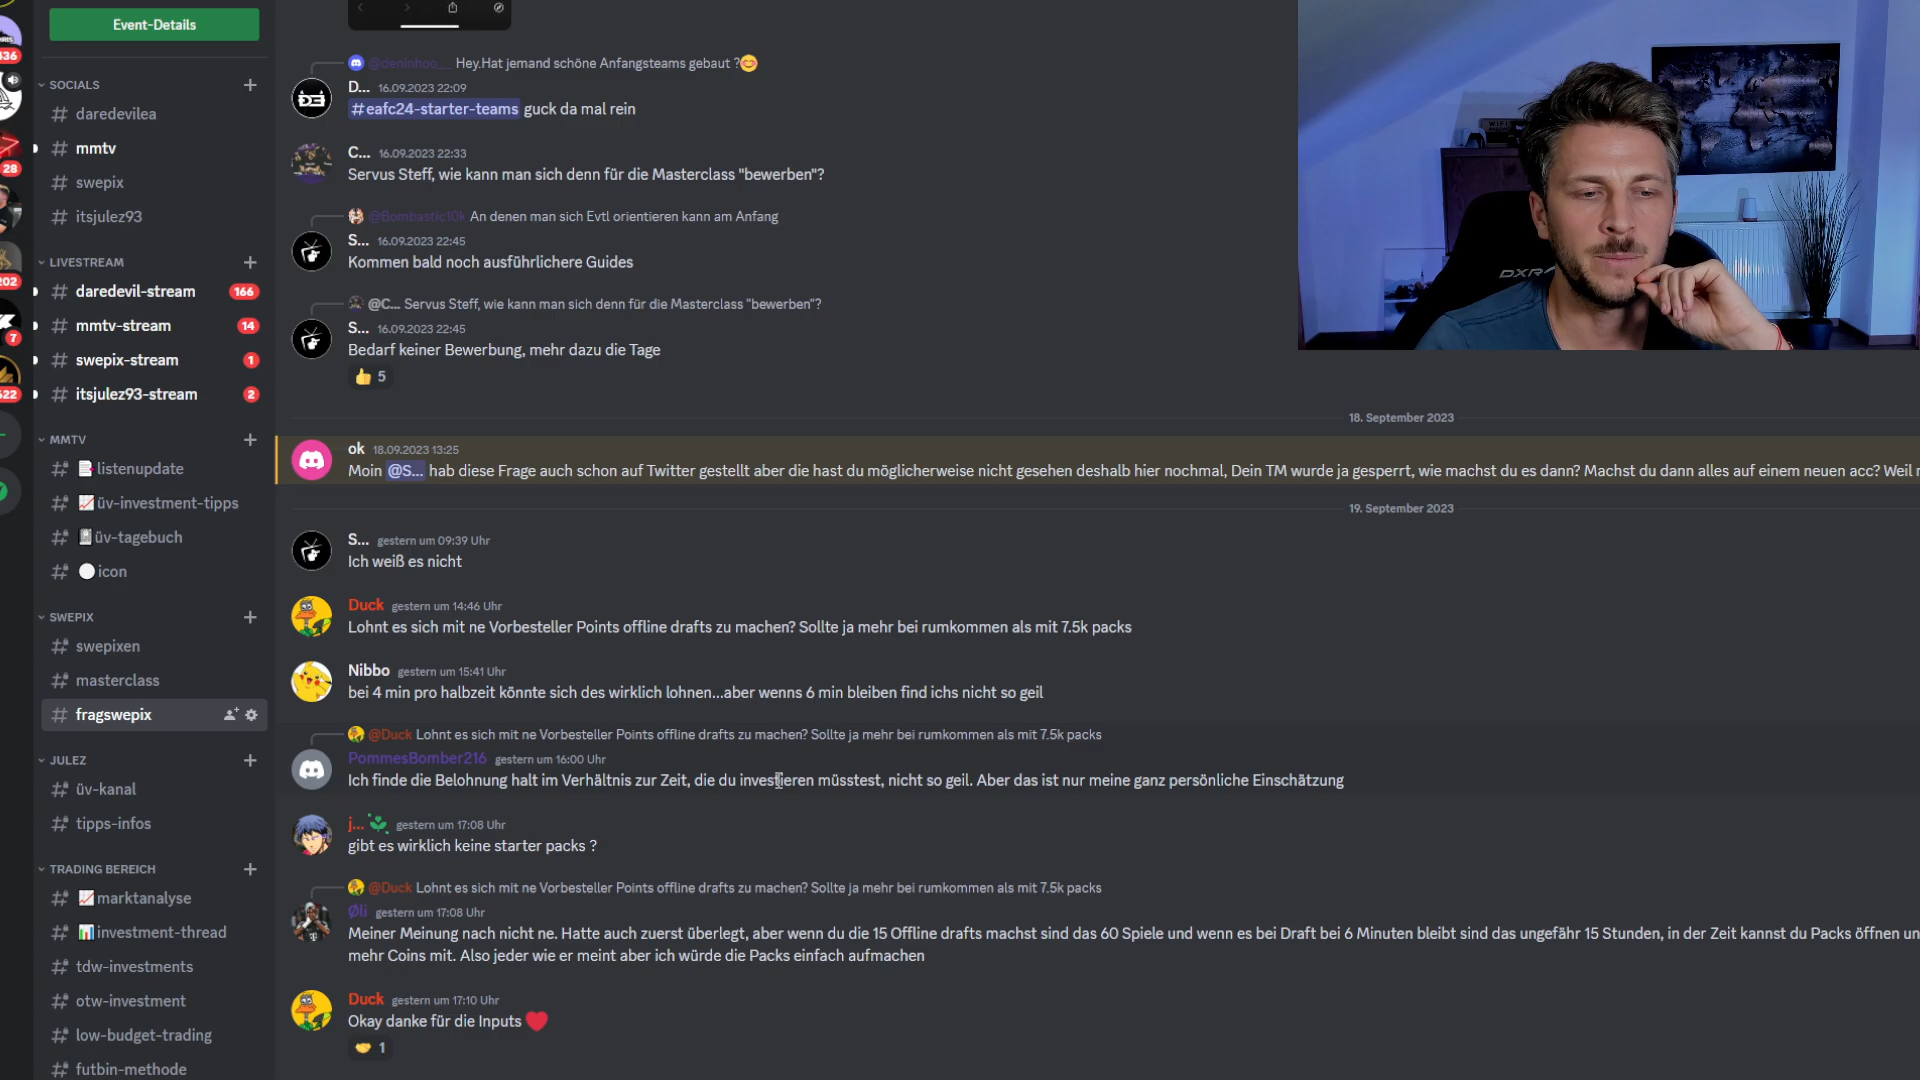 Event-Details
SOCIALS
daredevilea
mmtv
swepix
itsjulez93
LIVESTREAM
daredevil-stream 166
mmtv-stream 14
swepix-stream 1
itsjulez93-stream 2
MMTV
listenupdate
üv-investment-tipps
üv-tagebuch
icon
SWEPIX
swepixen
masterclass
fragswepix
JULEZ
üv-kanal
tipps-infos
TRADING BEREICH
marktanalyse
investment-thread
tdw-investments
otw-investment
low-budget-trading
futbin-methode
436
28
202
7
622
@deninhoo__ Hey.Hat jemand schöne Anfangsteams gebaut ?😊
D... 16.09.2023 22:09
#eafc24-starter-teams guck da mal rein
C... 16.09.2023 22:33
Servus Steff, wie kann man sich denn für die Masterclass "bewerben"?
@Bombastic10k An denen man sich Evtl orientieren kann am Anfang
S... 16.09.2023 22:45
Kommen bald noch ausführlichere Guides
@C... Servus Steff, wie kann man sich denn für die Masterclass "bewerben"?
S... 16.09.2023 22:45
Bedarf keiner Bewerbung, mehr dazu die Tage
👍 5
18. September 2023
ok 18.09.2023 13:25
Moin @S... hab diese Frage auch schon auf Twitter gestellt aber die hast du möglicherweise nicht gesehen deshalb hier nochmal, Dein TM wurde ja gesperrt, wie machst du es dann? Machst du dann alles auf einem neuen acc? Weil
19. September 2023
S... gestern um 09:39 Uhr
Ich weiß es nicht
Duck gestern um 14:46 Uhr
Lohnt es sich mit ne Vorbesteller Points offline drafts zu machen? Sollte ja mehr bei rumkommen als mit 7.5k packs
Nibbo gestern um 15:41 Uhr
bei 4 min pro halbzeit könnte sich des wirklich lohnen...aber wenns 6 min bleiben find ichs nicht so geil
@Duck Lohnt es sich mit ne Vorbesteller Points offline drafts zu machen? Sollte ja mehr bei rumkommen als mit 7.5k packs
PommesBomber216 gestern um 16:00 Uhr
Ich finde die Belohnung halt im Verhältnis zur Zeit, die du investieren müsstest, nicht so geil. Aber das ist nur meine ganz persönliche Einschätzung
j... gestern um 17:08 Uhr
gibt es wirklich keine starter packs ?
@Duck Lohnt es sich mit ne Vorbesteller Points offline drafts zu machen? Sollte ja mehr bei rumkommen als mit 7.5k packs
Øli gestern um 17:08 Uhr
Meiner Meinung nach nicht ne. Hatte auch zuerst überlegt, aber wenn du die 15 Offline drafts machst sind das 60 Spiele und wenn es bei Draft bei 6 Minuten bleibt sind das ungefähr 15 Stunden, in der Zeit kannst du Packs öffnen
mehr Coins mit. Also jeder wie er meint aber ich würde die Packs einfach aufmachen
Duck gestern um 17:10 Uhr
Okay danke für die Inputs ❤️
🤝 1